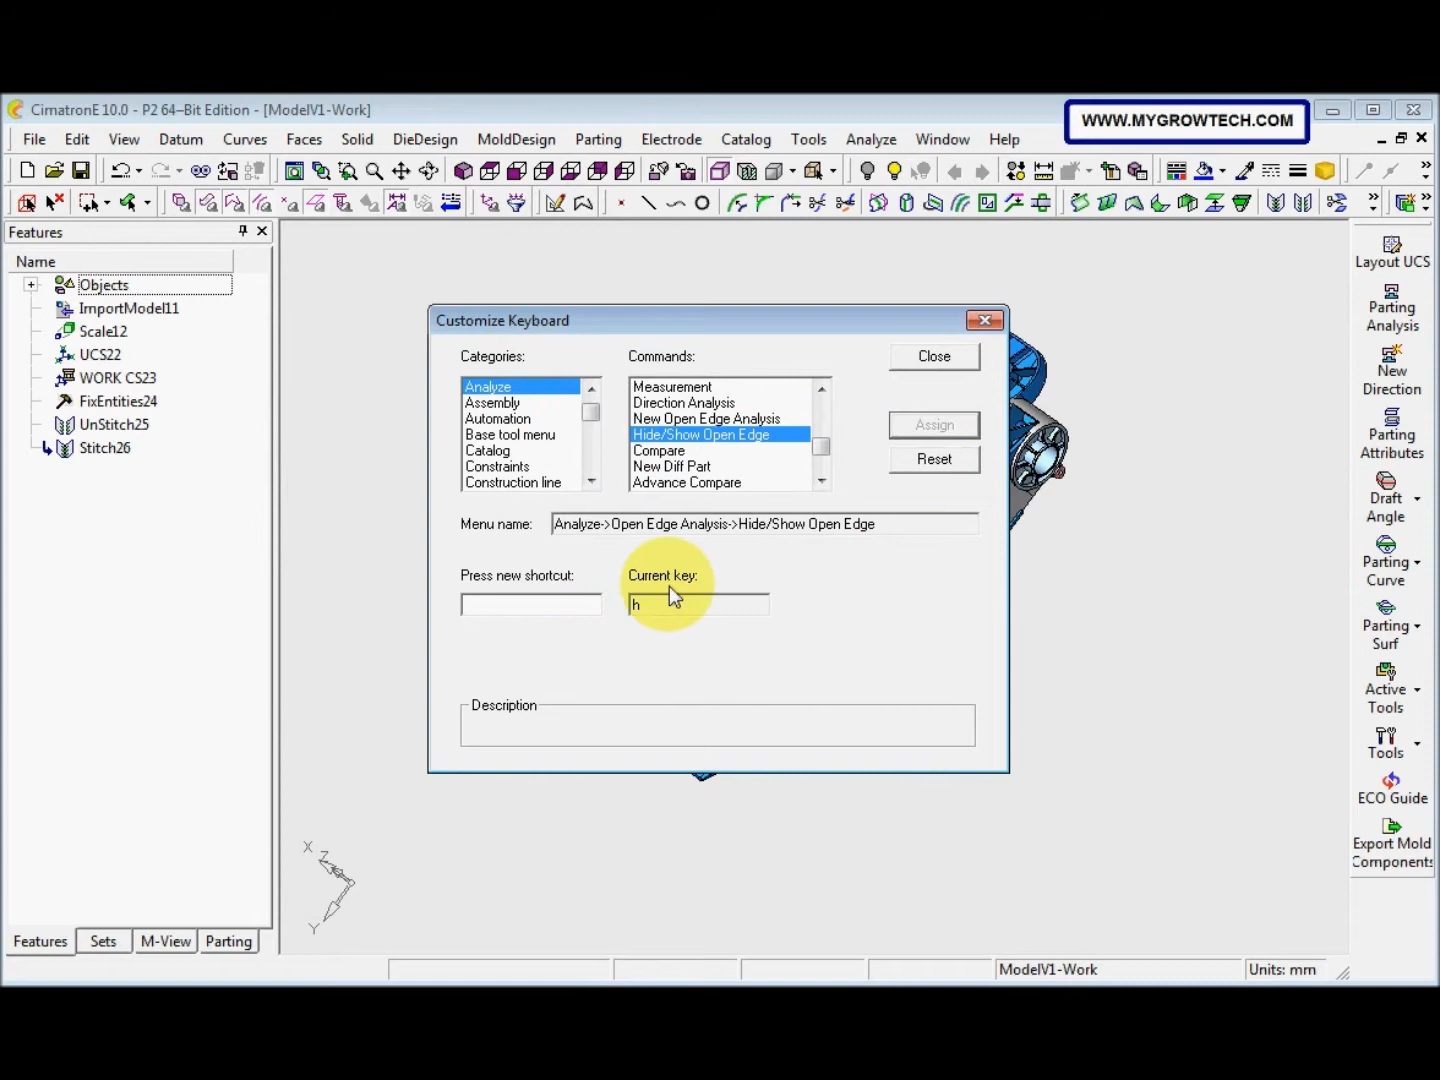 CimatronE 10.0 - P2 64–Bit Edition - [ModelV1-Work]
WWW.MYGROWTECH.COM
File Edit View Datum Curves Faces Solid DieDesign MoldDesign Parting Electrode Catalog Tools Analyze Window Help
Features
Name
Objects
ImportModel11
Scale12
UCS22
WORK CS23
FixEntities24
UnStitch25
Stitch26
Customize Keyboard
Categories: Commands: Close
Analyze
Assembly
Automation
Base tool menu
Catalog
Constraints
Construction line
Measurement
Direction Analysis
New Open Edge Analysis
Hide/Show Open Edge
Compare
New Diff Part
Advance Compare
Assign
Reset
Menu name: Analyze->Open Edge Analysis->Hide/Show Open Edge
Press new shortcut: Current key:
h
Description
Layout UCS
Parting
Analysis
New
Direction
Parting
Attributes
Draft
Angle
Parting
Curve
Parting
Surf
Active
Tools
Tools
ECO Guide
Export Mold
Components
X
Z
Y
Features Sets M-View Parting
ModelV1-Work Units: mm